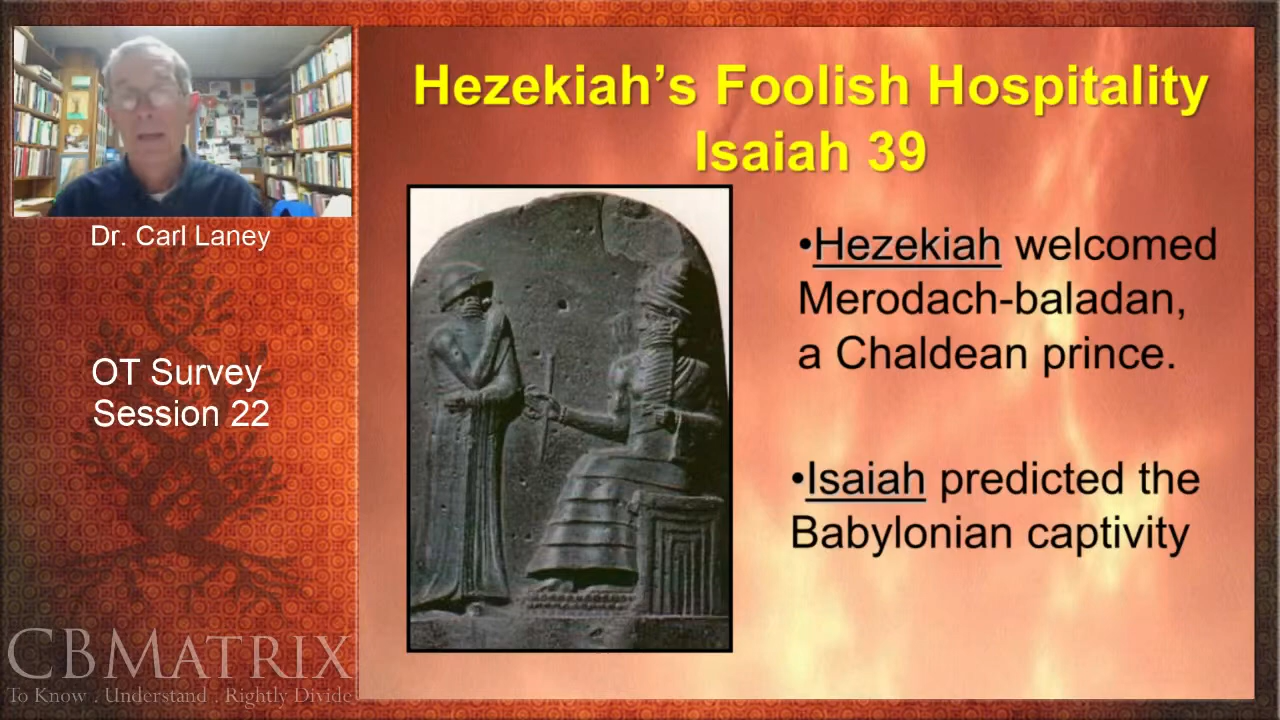 Hezekiah’s Foolish Hospitality
Isaiah 39
•Hezekiah welcomed
Merodach-baladan,
a Chaldean prince.
•Isaiah predicted the
Babylonian captivity
Dr. Carl Laney
OT Survey
Session 22
CBMATRIX
To Know . Understand . Rightly Divide